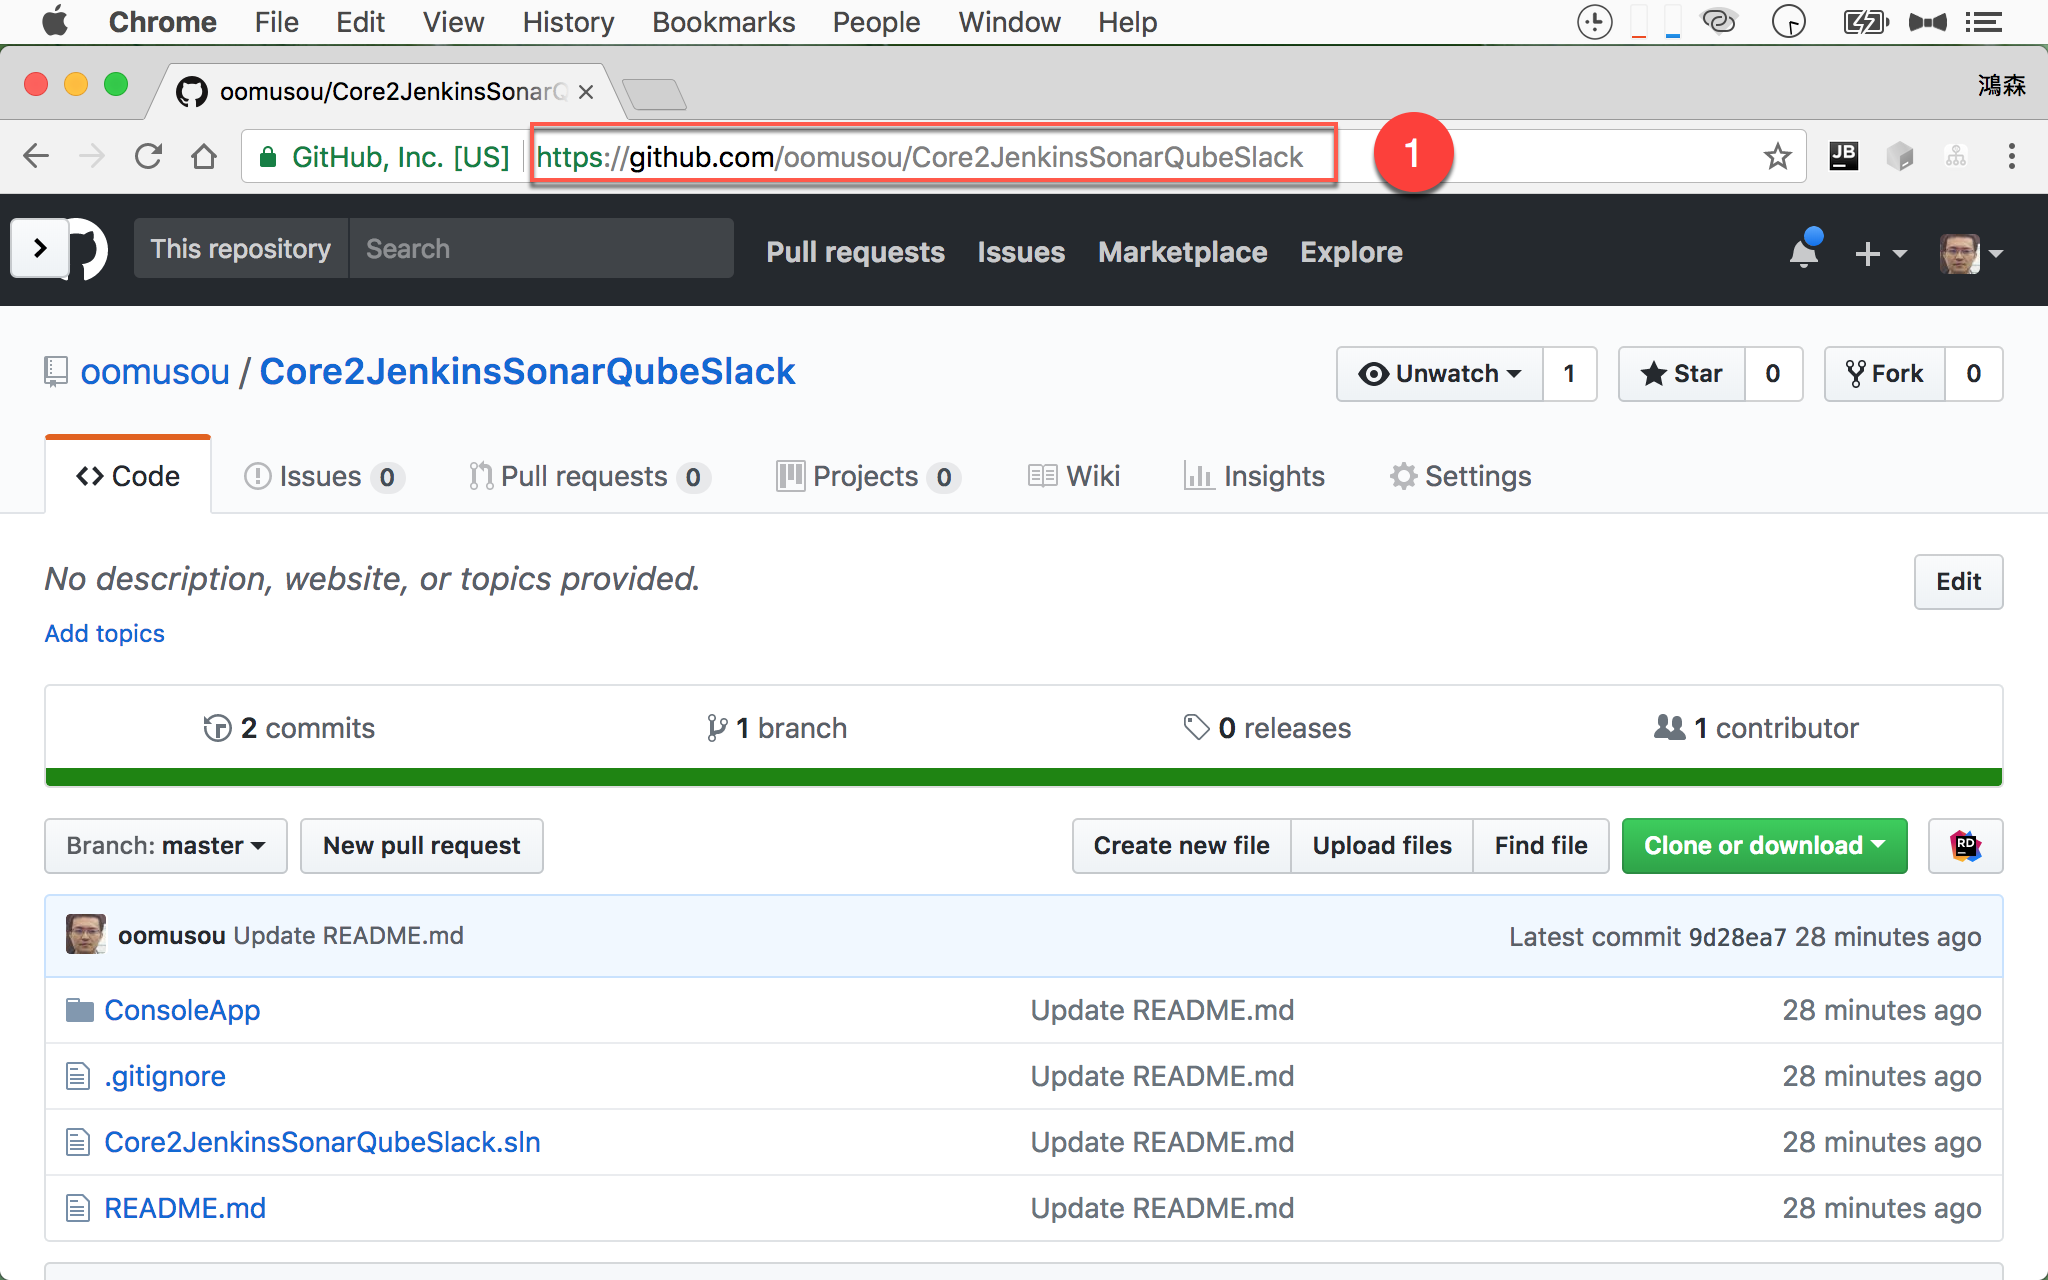 Chrome File Edit View History Bookmarks People Window Help
oomusou/Core2JenkinsSonarQ
鴻森
GitHub, Inc. [US] https://github.com/oomusou/Core2JenkinsSonarQubeSlack 1 JB
This repository Search Pull requests Issues Marketplace Explore
oomusou / Core2JenkinsSonarQubeSlack Unwatch 1 Star 0 Fork 0
Code Issues 0 Pull requests 0 Projects 0 Wiki Insights Settings
No description, website, or topics provided. Edit
Add topics
2 commits 1 branch 0 releases 1 contributor
Branch: master New pull request Create new file Upload files Find file Clone or download RD
oomusou Update README.md Latest commit 9d28ea7 28 minutes ago
ConsoleApp Update README.md 28 minutes ago
.gitignore Update README.md 28 minutes ago
Core2JenkinsSonarQubeSlack.sln Update README.md 28 minutes ago
README.md Update README.md 28 minutes ago